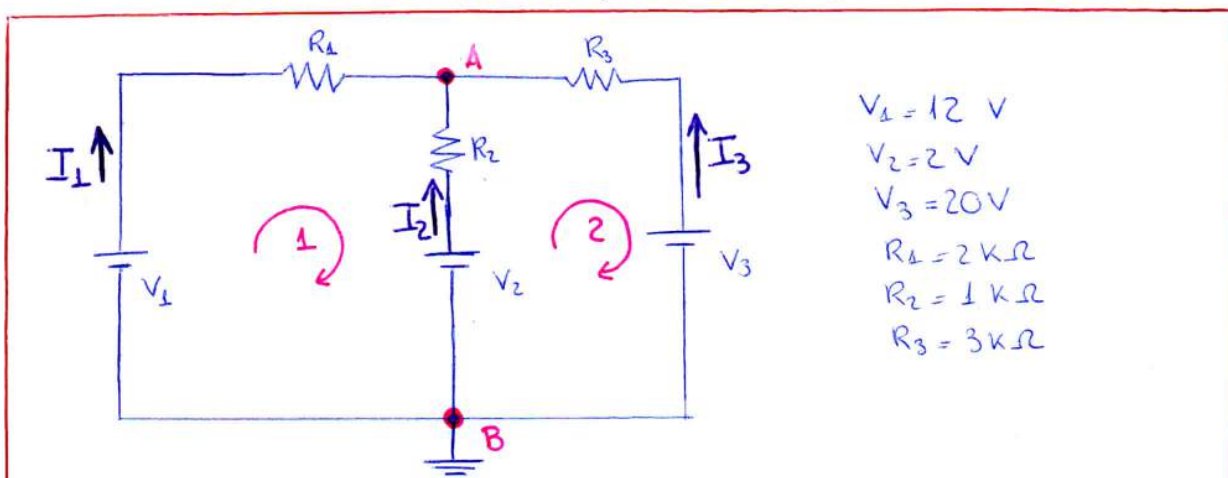 R1
A
R3
I1
R2
I3
1
I2
2
V1
V2
V3
B
V1 = 12 V
V2 = 2 V
V3 = 20 V
R1 = 2 KΩ
R2 = 1 KΩ
R3 = 3 KΩ